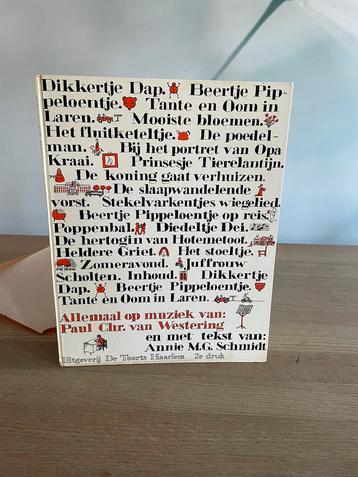 Dikkertje Dap. Beertje Pip-
peloentje. Tante en Oom in
Laren. Mooiste bloemen.
Het fluitketeltje. De poedel-
man. Bij het portret van Opa
Kraai. Prinsesje Tierelantijn.
De koning gaat verhuizen.
De slaapwandelende
vorst. Stekelvarkentjes wiegelied.
Beertje Pippeloentje op reis.
Poppenbal. Diedeltje Dei.
De hertogin van Hotemetoot.
Heldere Griet. Het stoeltje.
Zomeravond. Juffrouw
Scholten. Inhoud. Dikkertje
Dap. Beertje Pippeloentje.
Tante en Oom in Laren.
Allemaal op muziek van:
Paul Chr. van Westering
en met tekst van:
Annie M.G. Schmidt
Uitgeverij De Toorts Haarlem 2e druk